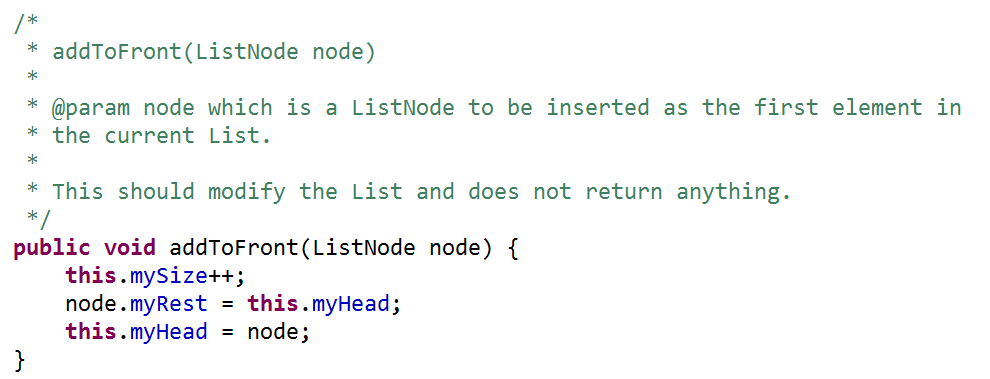 /*
 * addToFront(ListNode node)
 *
 * @param node which is a ListNode to be inserted as the first element in
 * the current List.
 *
 * This should modify the List and does not return anything.
 */
public void addToFront(ListNode node) {
    this.mySize++;
    node.myRest = this.myHead;
    this.myHead = node;
}